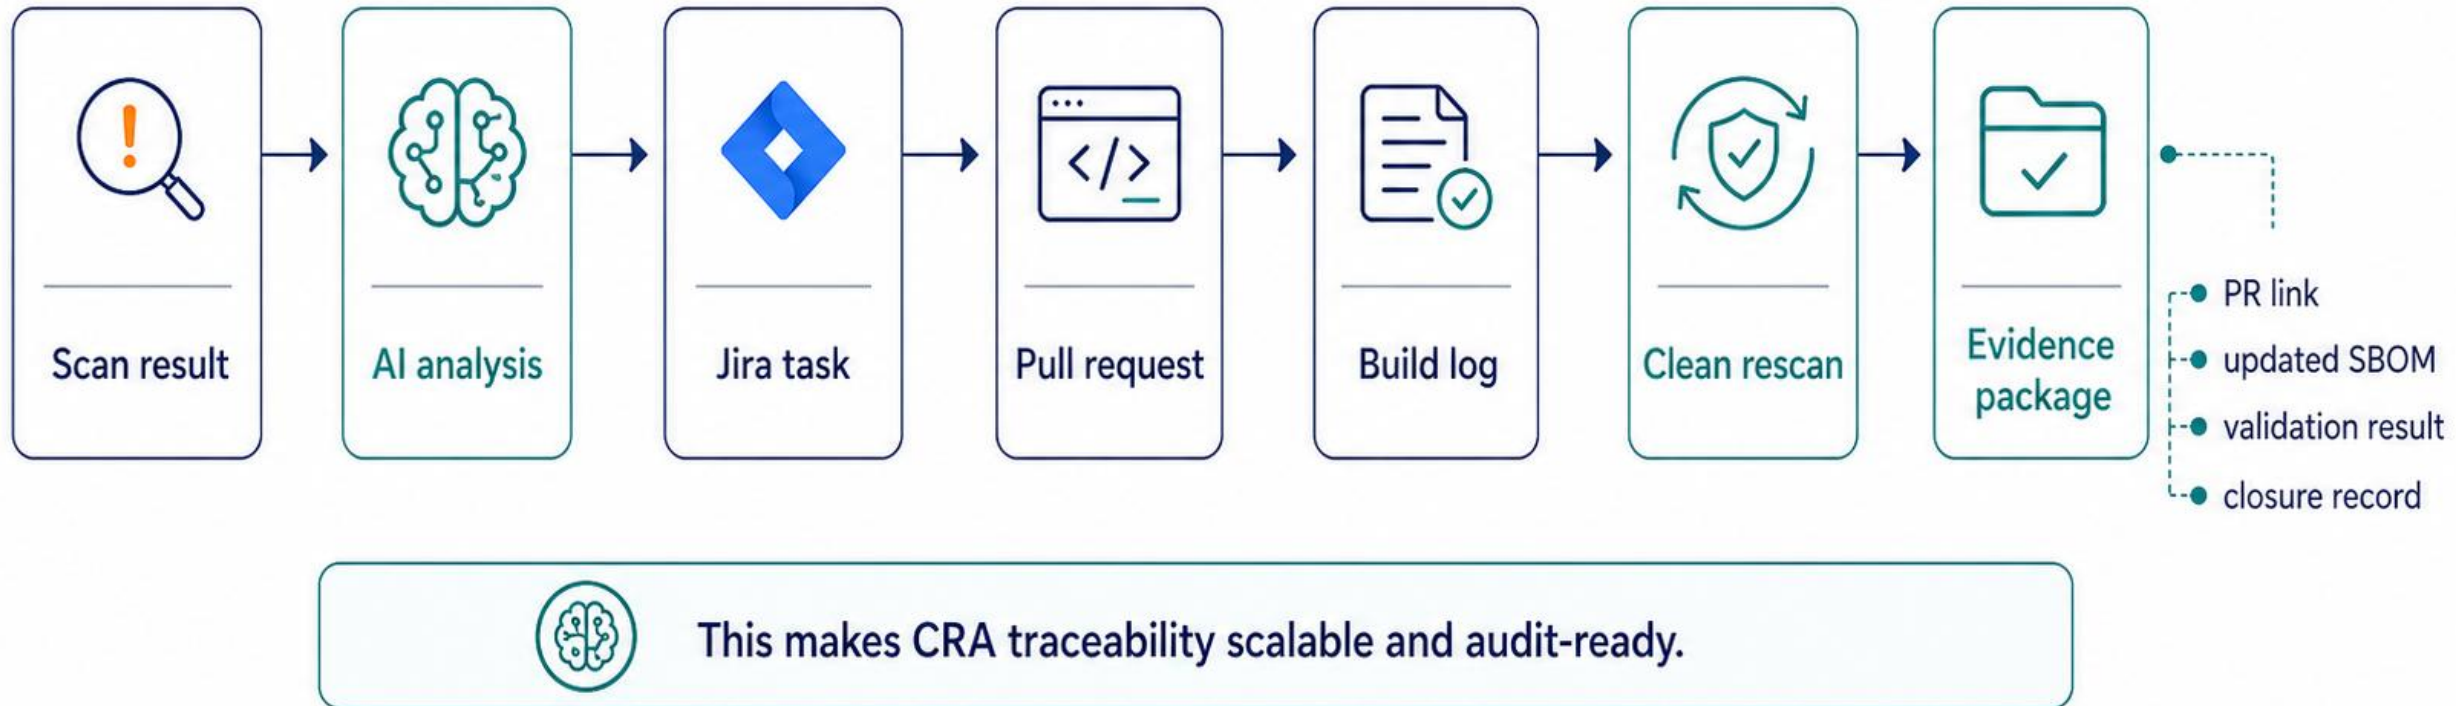 Scan result
AI analysis
Jira task
Pull request
Build log
Clean rescan
Evidence
package
PR link
updated SBOM
validation result
closure record
This makes CRA traceability scalable and audit-ready.